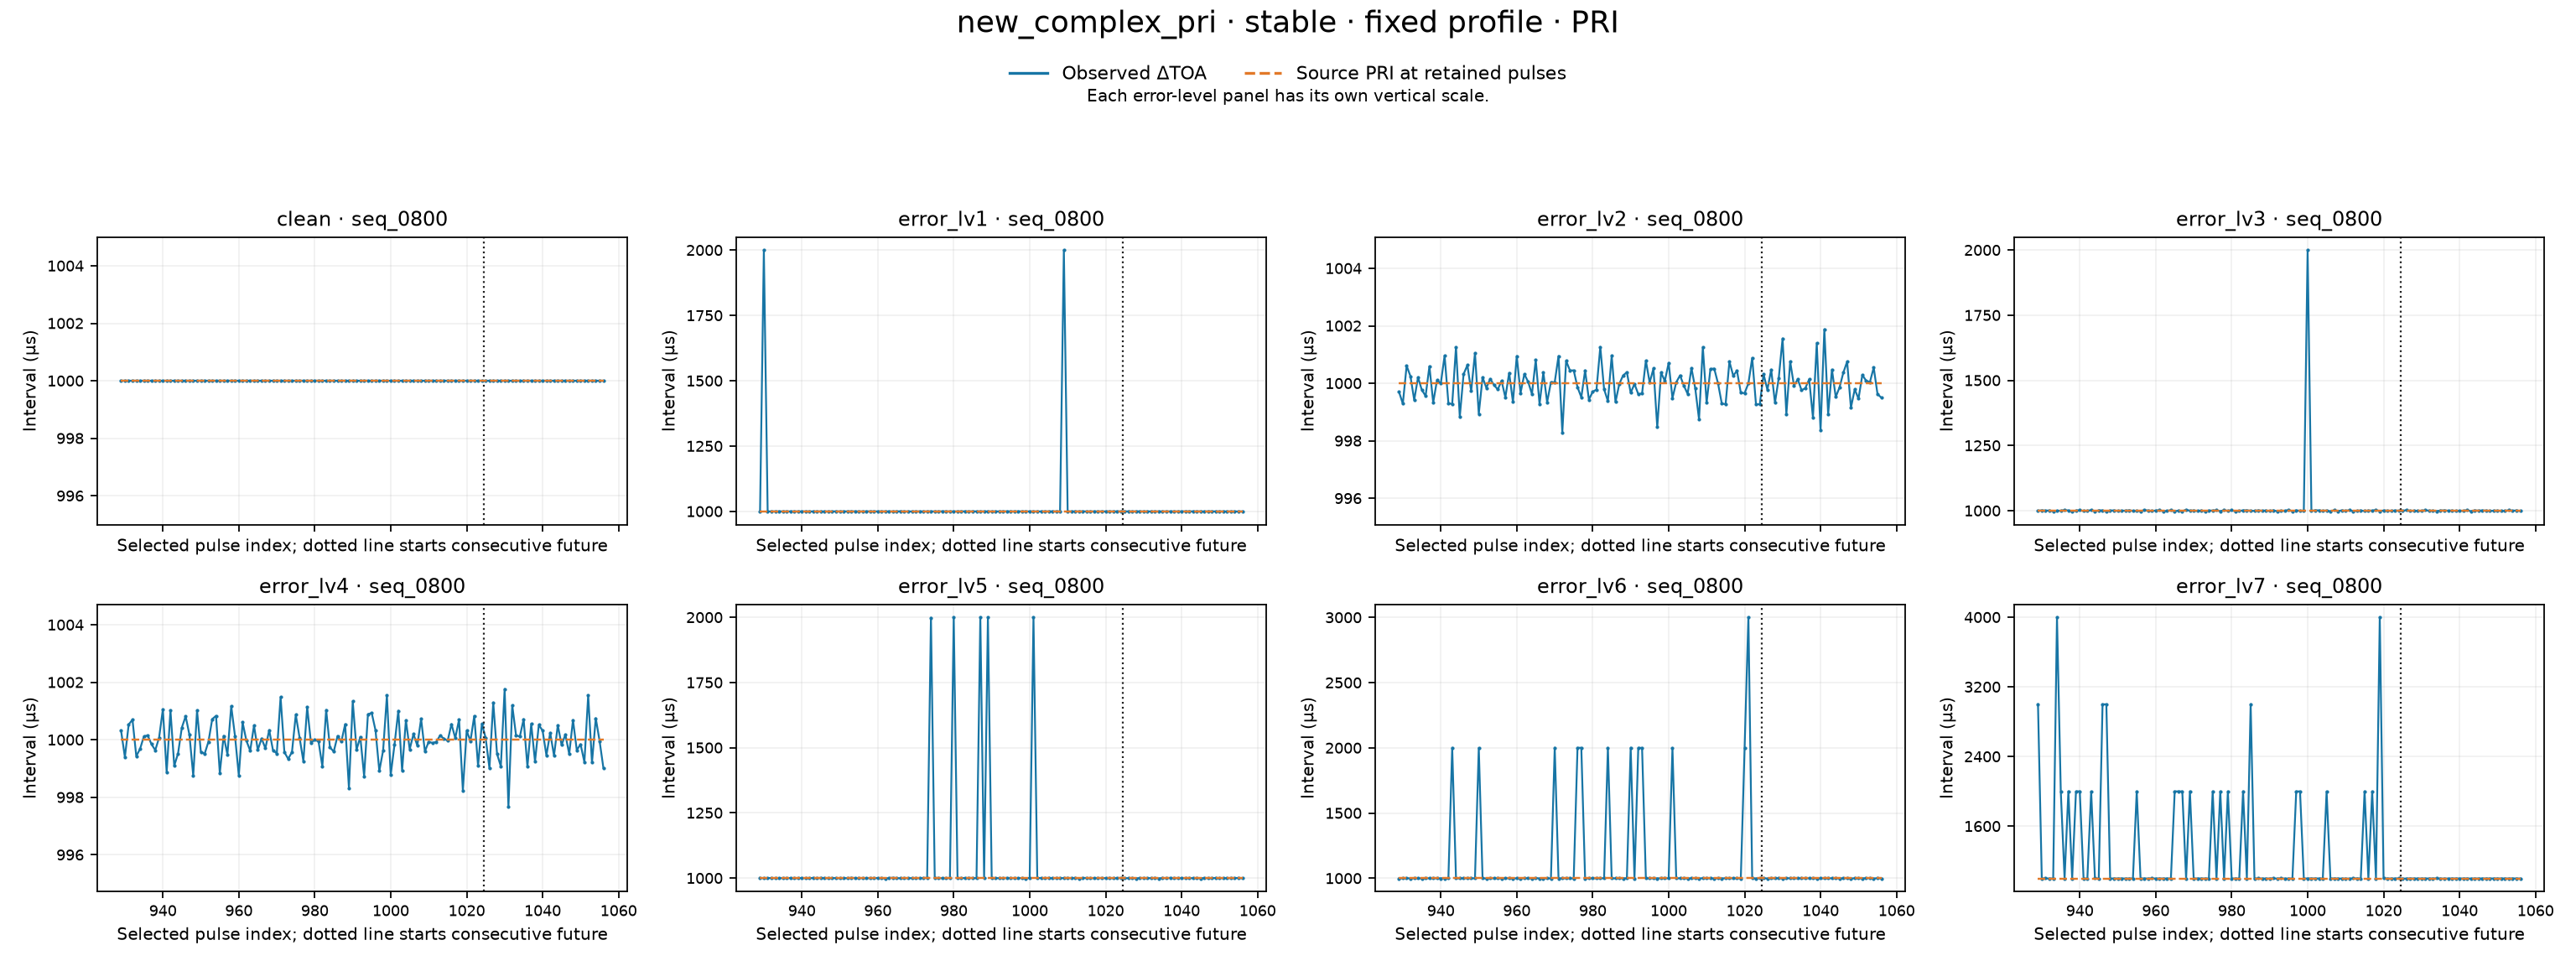 new_complex_pri · stable · fixed profile · PRI
Observed ΔTOA
Source PRI at retained pulses
Each error-level panel has its own vertical scale.
clean · seq_0800
Interval (µs)
1004
1002
1000
998
996
Selected pulse index; dotted line starts consecutive future
error_lv1 · seq_0800
Interval (µs)
2000
1750
1500
1250
1000
Selected pulse index; dotted line starts consecutive future
error_lv2 · seq_0800
Interval (µs)
1004
1002
1000
998
996
Selected pulse index; dotted line starts consecutive future
error_lv3 · seq_0800
Interval (µs)
2000
1750
1500
1250
1000
Selected pulse index; dotted line starts consecutive future
error_lv4 · seq_0800
Interval (µs)
1004
1002
1000
998
996
940 960 980 1000 1020 1040 1060
Selected pulse index; dotted line starts consecutive future
error_lv5 · seq_0800
Interval (µs)
2000
1750
1500
1250
1000
940 960 980 1000 1020 1040 1060
Selected pulse index; dotted line starts consecutive future
error_lv6 · seq_0800
Interval (µs)
3000
2500
2000
1500
1000
940 960 980 1000 1020 1040 1060
Selected pulse index; dotted line starts consecutive future
error_lv7 · seq_0800
Interval (µs)
4000
3200
2400
1600
940 960 980 1000 1020 1040 1060
Selected pulse index; dotted line starts consecutive future